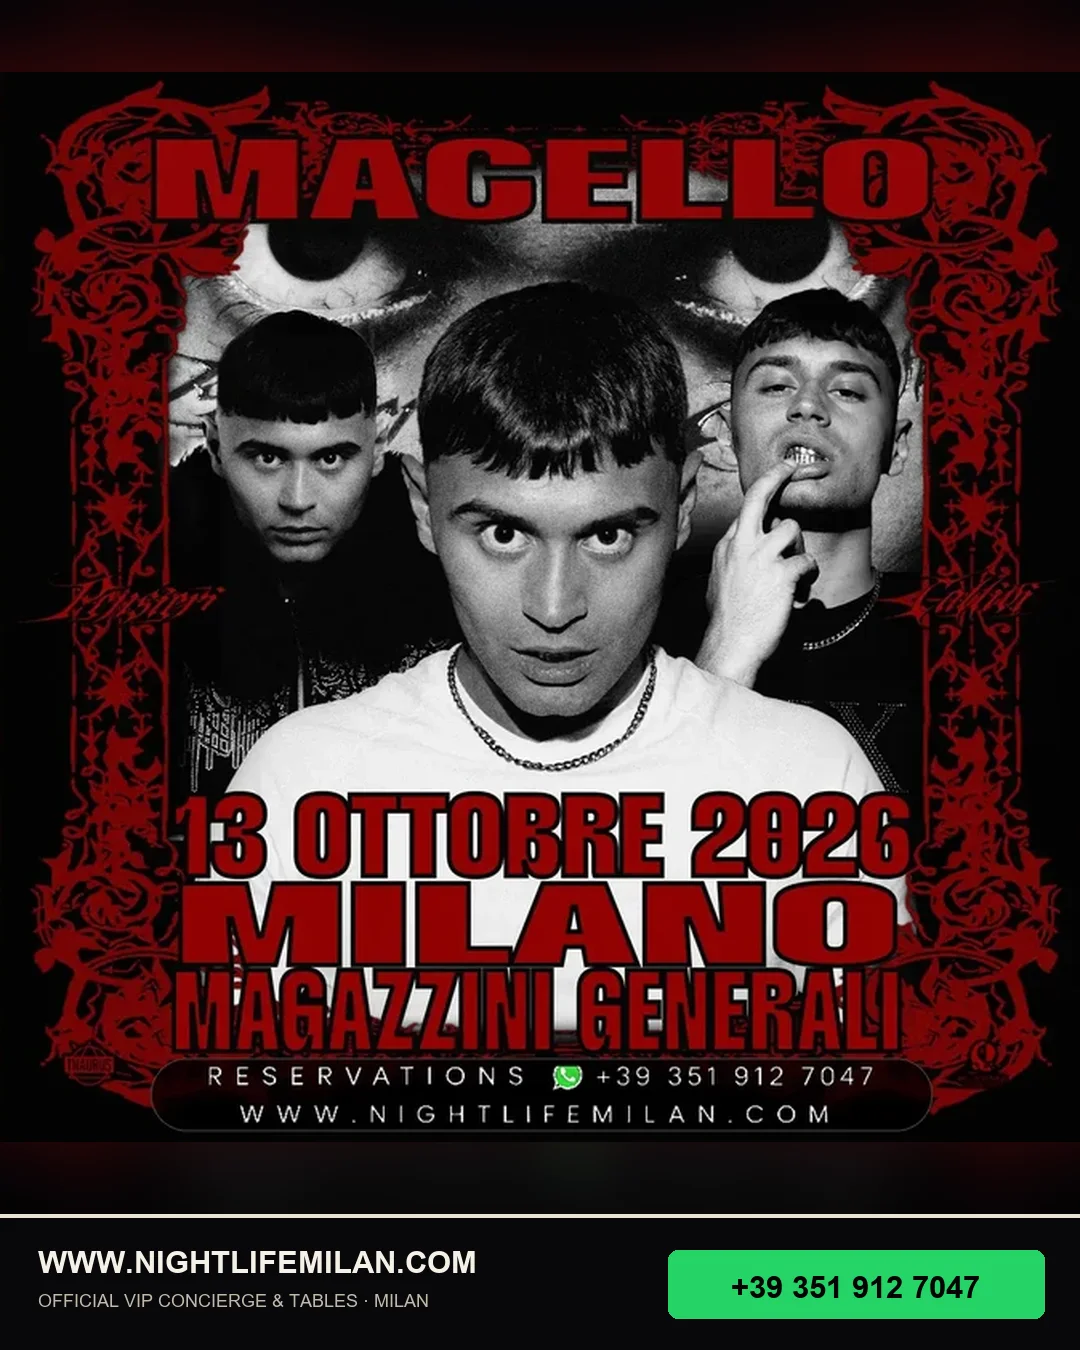 MACELLO
13 OTTOBRE 2026
MILANO
MAGAZZINI GENERALI
RESERVATIONS +39 351 912 7047
WWW.NIGHTLIFEMILAN.COM
WWW.NIGHTLIFEMILAN.COM
OFFICIAL VIP CONCIERGE & TABLES · MILAN
+39 351 912 7047